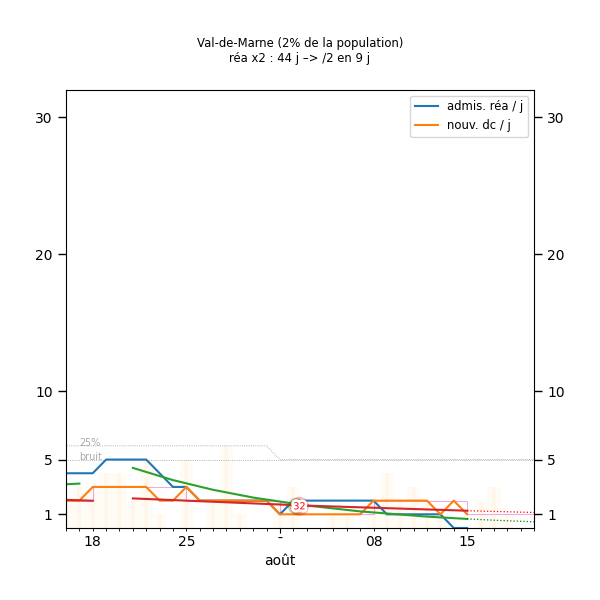 Val-de-Marne (2% de la population)
réa x2 : 44 j –> /2 en 9 j
admis. réa / j
nouv. dc / j
30 30
20 20
10 10
25%
bruit
5 5
32
1 1
18 25 - 08 15
août